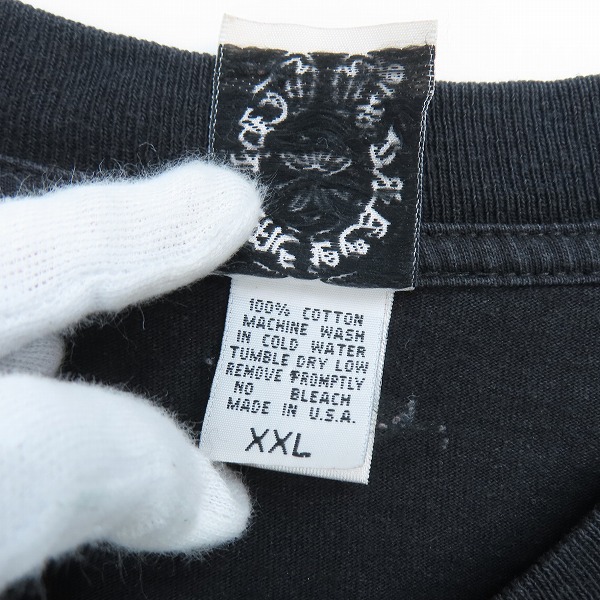 100% COTTON
MACHINE WASH
IN COLD WATER
TUMBLE DRY LOW
REMOVE PROMPTLY
NO BLEACH
MADE IN U.S.A.
XXL